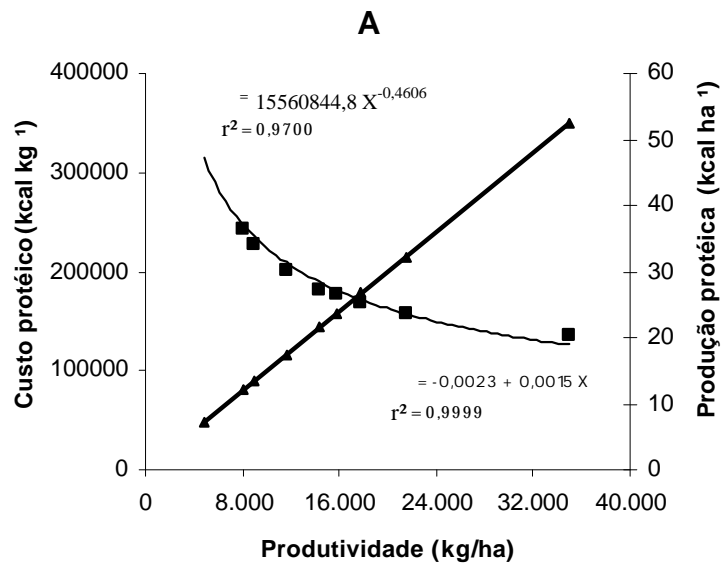 A
400000
300000
200000
100000
0
Custo protéico (kcal kg ¹)
= 15560844,8 X-0,4606
r² = 0,9700
= -0,0023 + 0,0015 X
r² = 0,9999
60
50
40
30
20
10
0
Produção protéica (kcal ha ¹)
0 8.000 16.000 24.000 32.000 40.000
Produtividade (kg/ha)